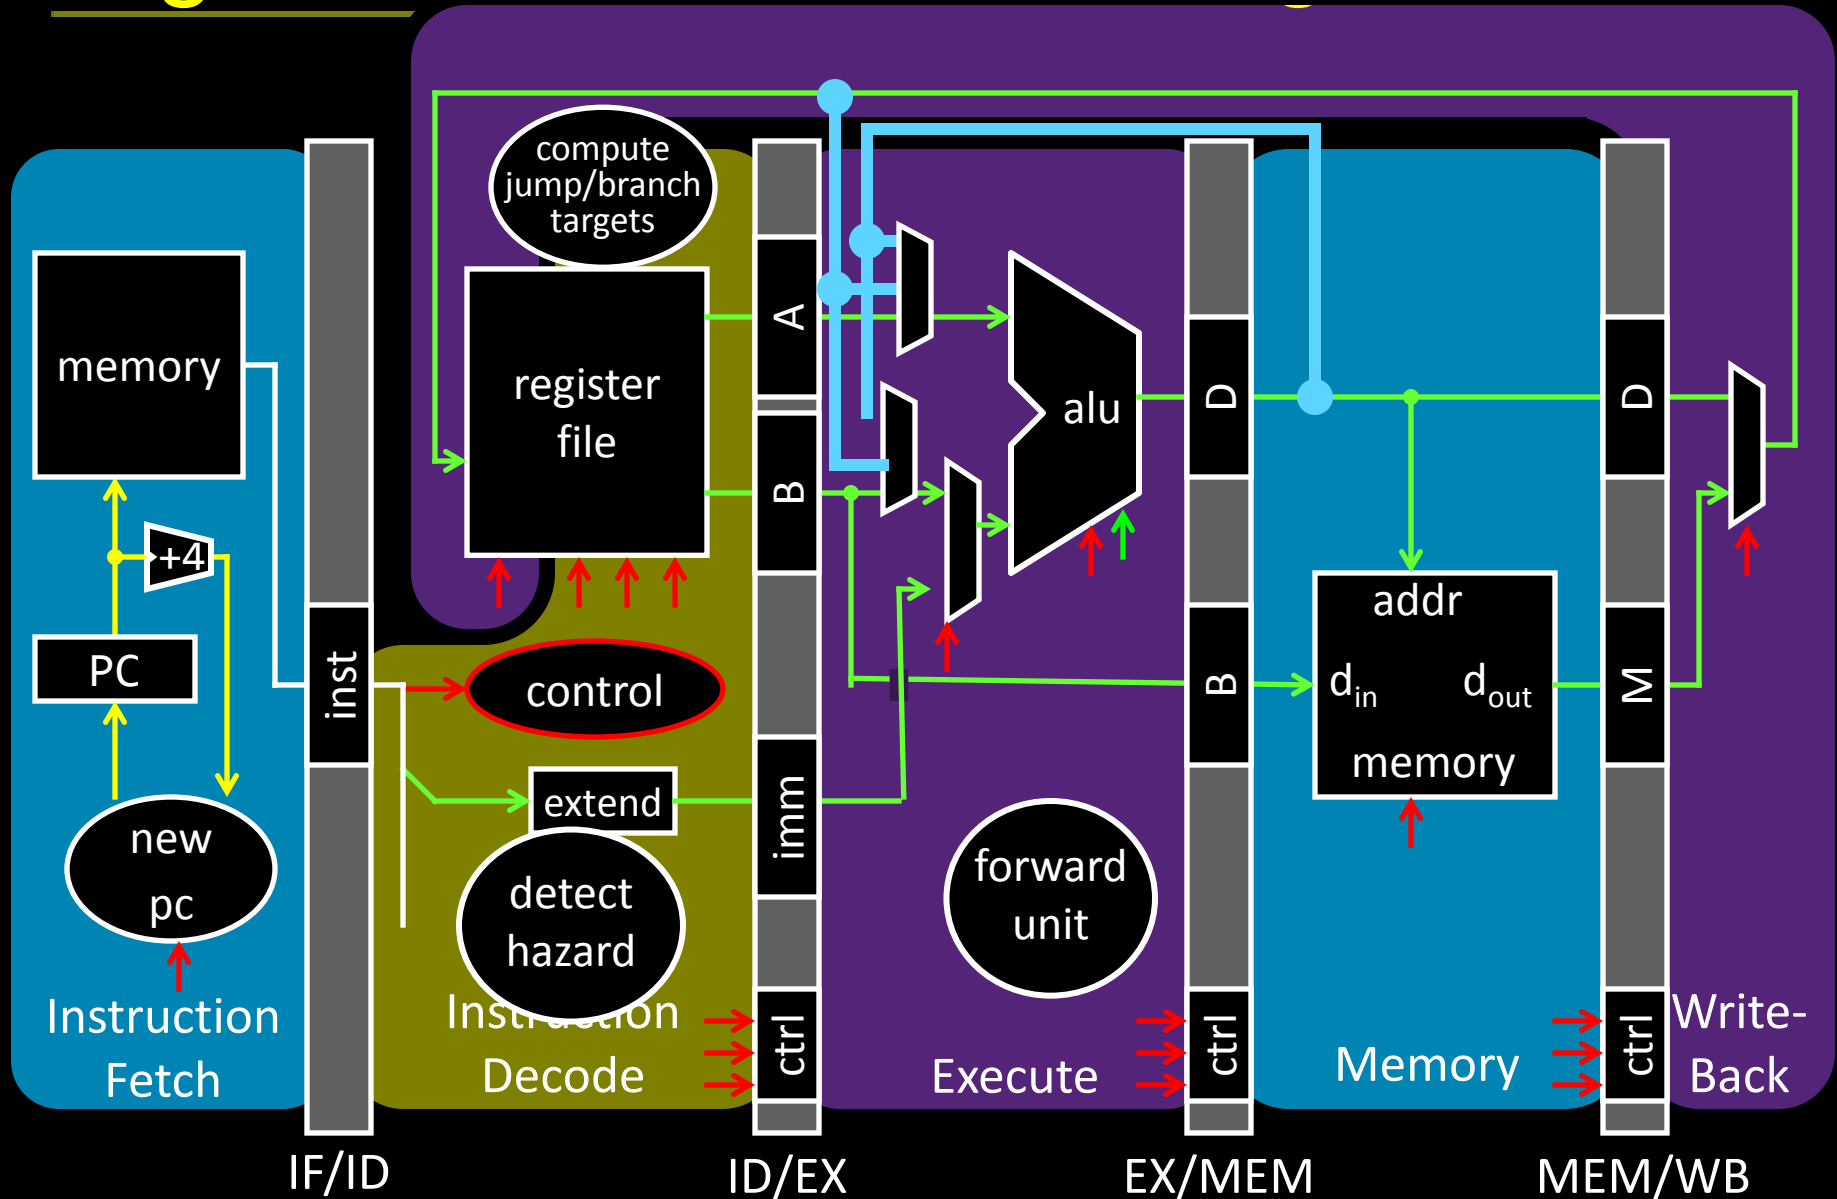 compute
jump/branch
targets
memory
register
file
alu
A
B
D
D
+4
PC
inst
control
B
addr
d_in
d_out
memory
M
extend
imm
new
pc
detect
hazard
forward
unit
Instruction
Fetch
Instruction
Decode
ctrl
Execute
ctrl
Memory
ctrl
Write-
Back
IF/ID
ID/EX
EX/MEM
MEM/WB